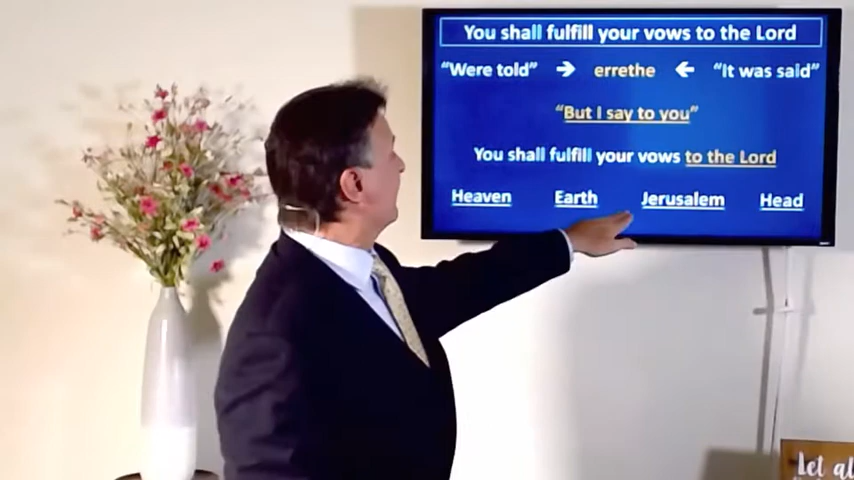 You shall fulfill your vows to the Lord
“Were told” → errethe ← “It was said”
“But I say to you”
You shall fulfill your vows to the Lord
Heaven Earth Jerusalem Head
Let al